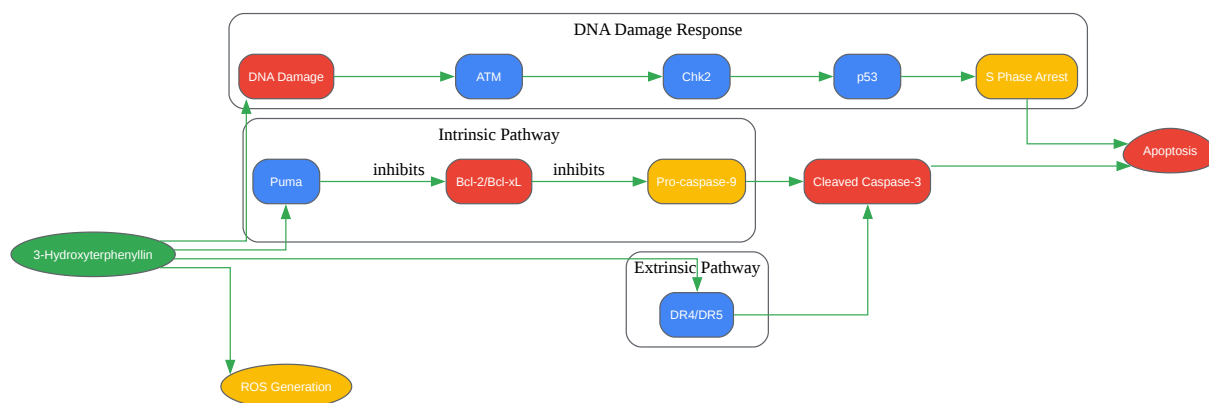 DNA Damage Response
DNA Damage
ATM
Chk2
p53
S Phase Arrest
Apoptosis
Intrinsic Pathway
Puma
inhibits
Bcl-2/Bcl-xL
inhibits
Pro-caspase-9
Cleaved Caspase-3
3-Hydroxyterphenyllin
Extrinsic Pathway
DR4/DR5
ROS Generation